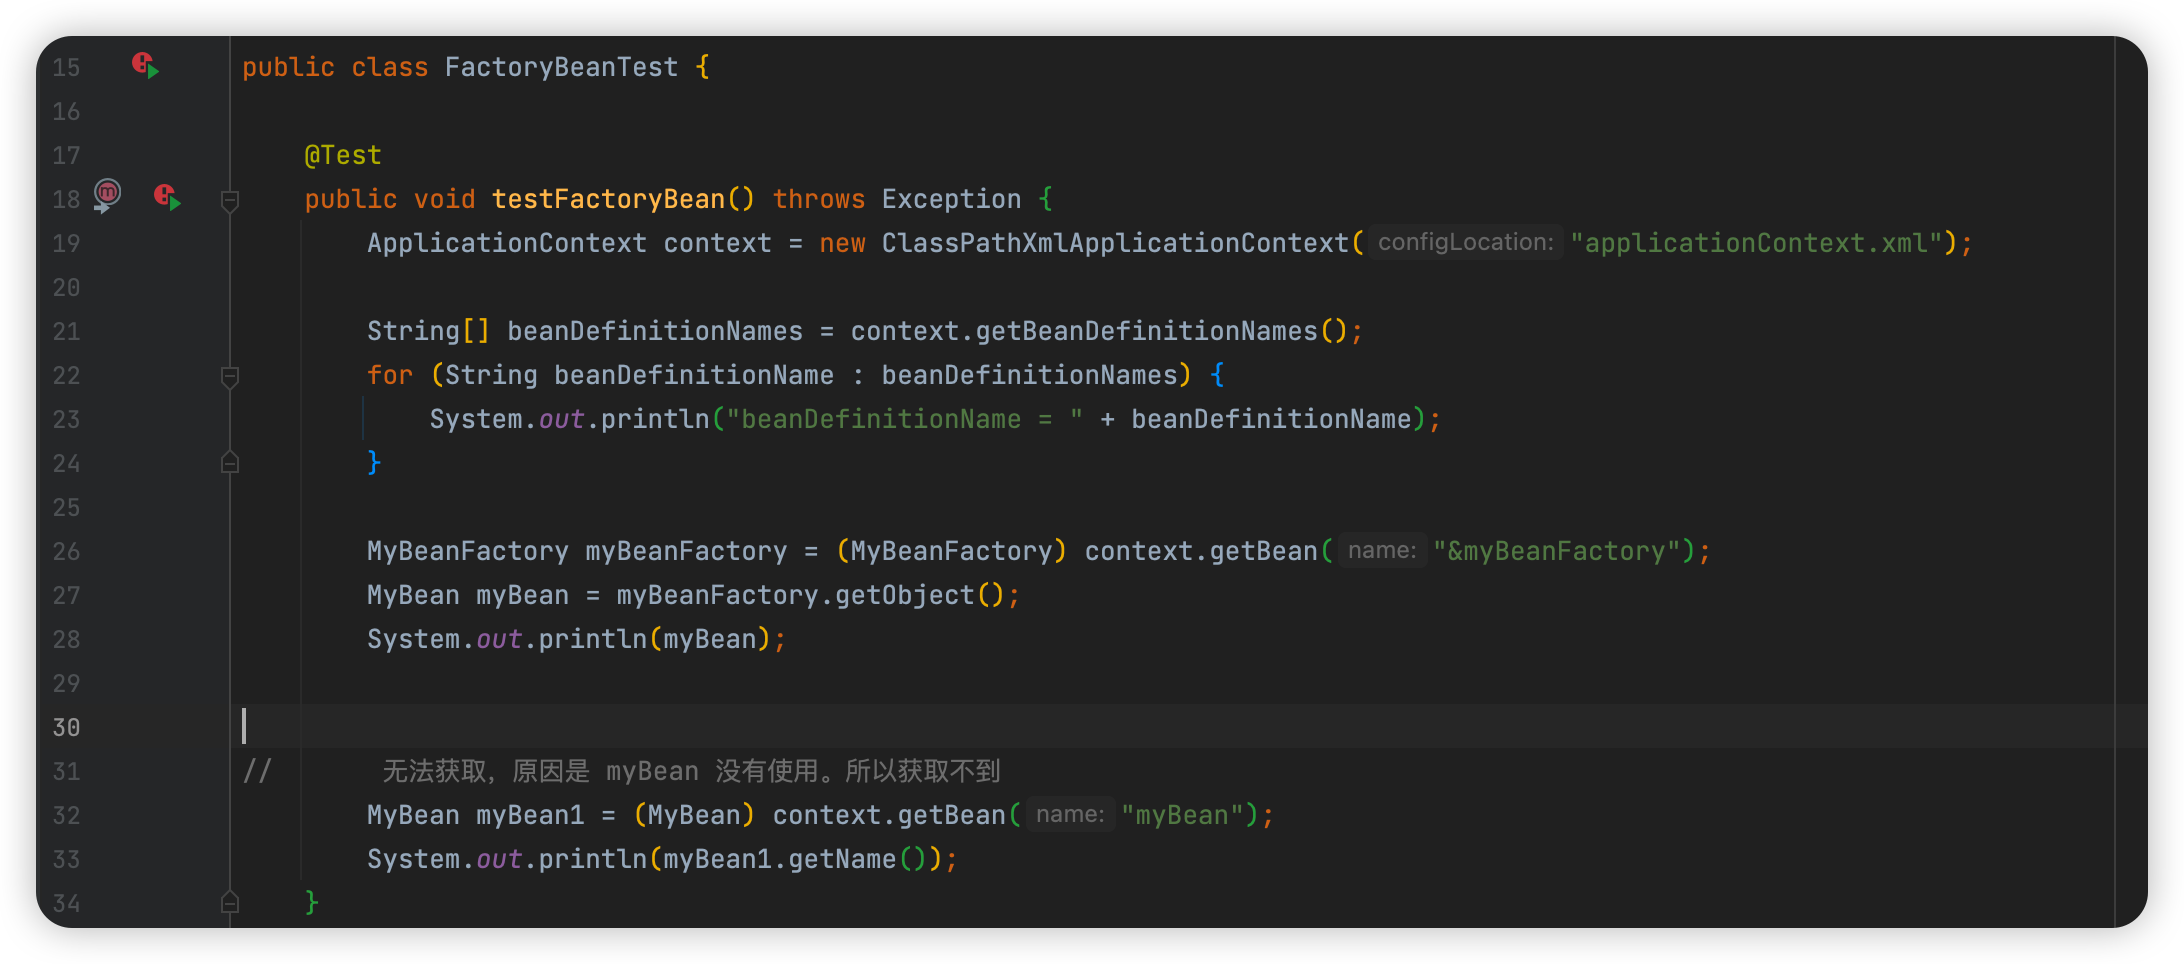 15 public class FactoryBeanTest {
16
17 @Test
18 public void testFactoryBean() throws Exception {
19 ApplicationContext context = new ClassPathXmlApplicationContext( configLocation: "applicationContext.xml");
20
21 String[] beanDefinitionNames = context.getBeanDefinitionNames();
22 for (String beanDefinitionName : beanDefinitionNames) {
23 System.out.println("beanDefinitionName = " + beanDefinitionName);
24 }
25
26 MyBeanFactory myBeanFactory = (MyBeanFactory) context.getBean( name: "&myBeanFactory");
27 MyBean myBean = myBeanFactory.getObject();
28 System.out.println(myBean);
29
30
31 // 无法获取，原因是 myBean 没有使用。所以获取不到
32 MyBean myBean1 = (MyBean) context.getBean( name: "myBean");
33 System.out.println(myBean1.getName());
34 }